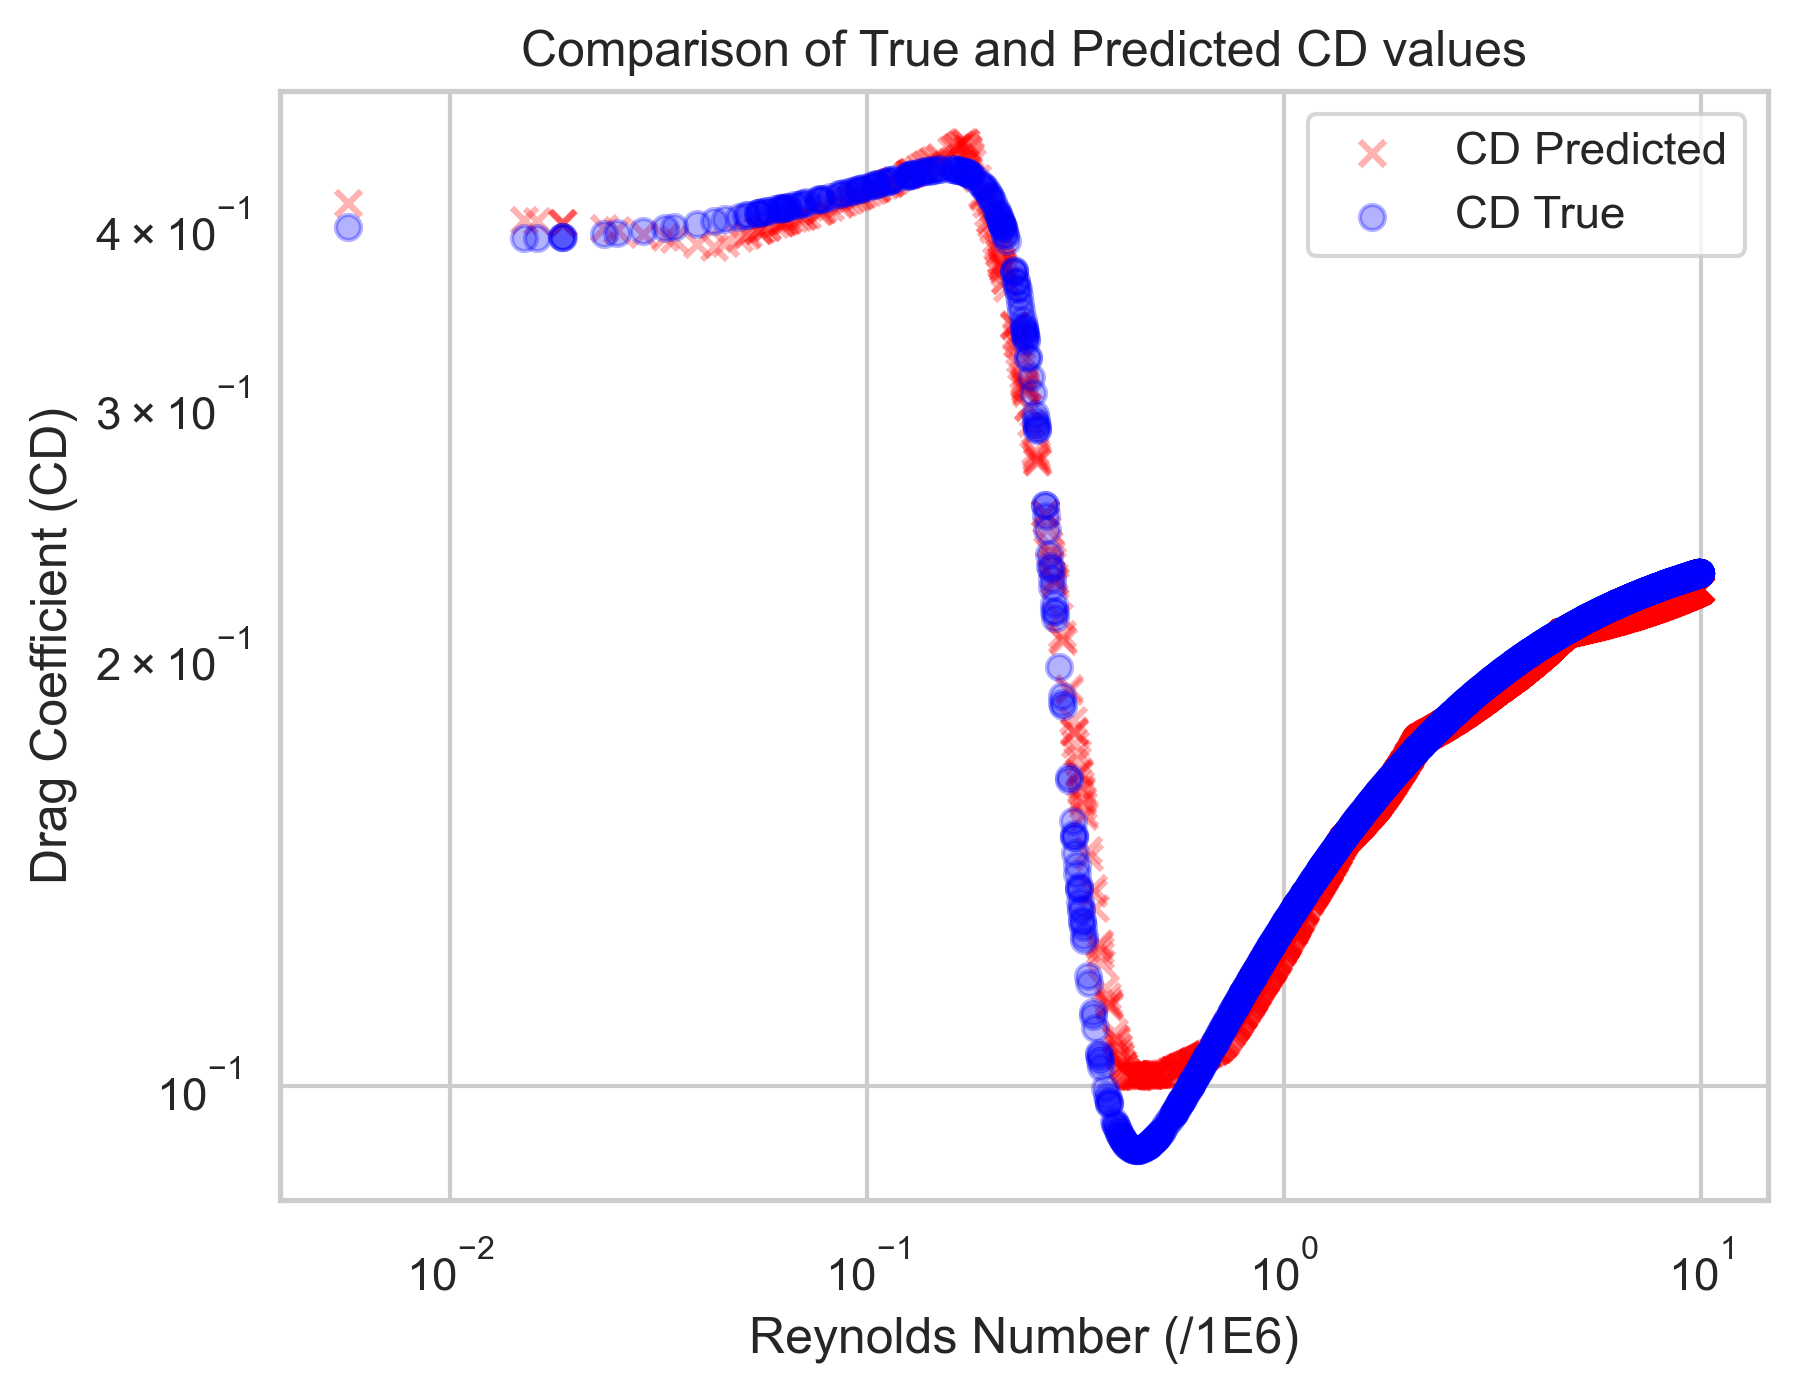 Comparison of True and Predicted CD values
CD Predicted
CD True
4 × 10⁻¹
3 × 10⁻¹
2 × 10⁻¹
10⁻¹
Drag Coefficient (CD)
10⁻² 10⁻¹ 10⁰ 10¹
Reynolds Number (/1E6)